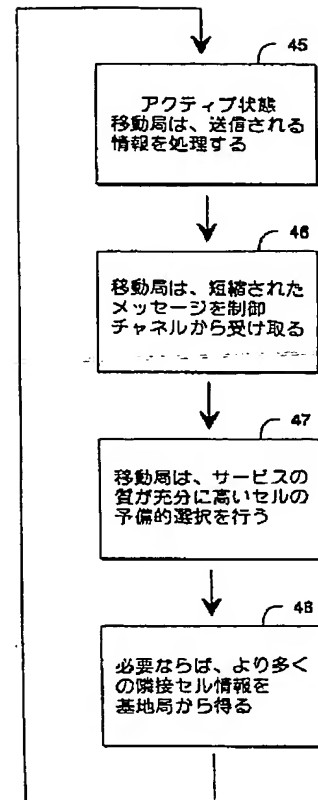 45
アクティブ状態
移動局は、送信される
情報を処理する
46
移動局は、短縮された
メッセージを制御
チャネルから受け取る
47
移動局は、サービスの
質が充分に高いセルの
予備的選択を行う
48
必要ならば、より多く
の隣接セル情報を
基地局から得る